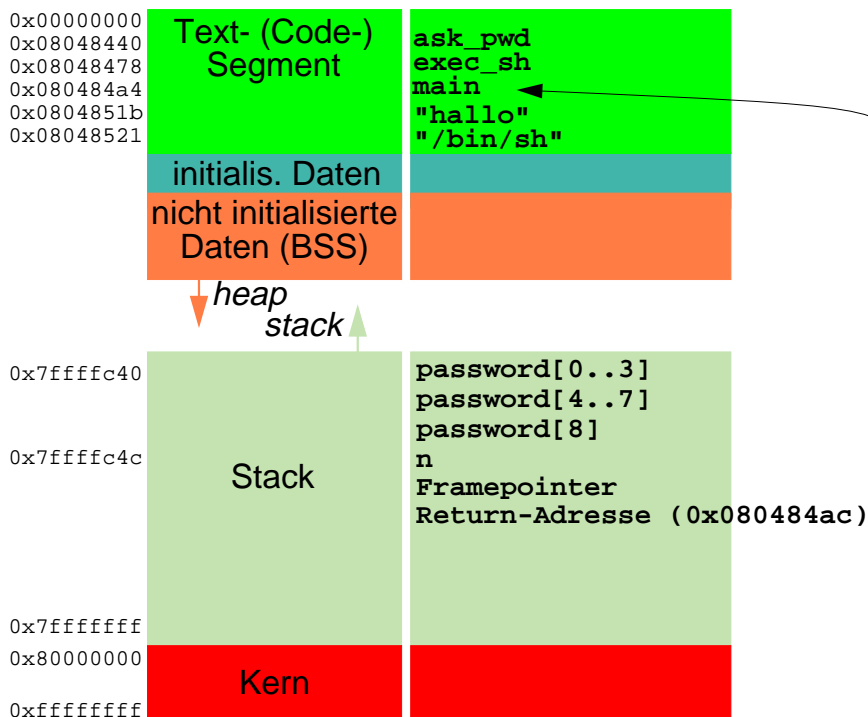 0x00000000
0x08048440
0x08048478
0x080484a4
0x0804851b
0x08048521
Text- (Code-)
Segment
ask_pwd
exec_sh
main
"hallo"
"/bin/sh"
initialis. Daten
nicht initialisierte
Daten (BSS)
heap
stack
0x7ffffc40
0x7ffffc4c
Stack
password[0..3]
password[4..7]
password[8]
n
Framepointer
Return-Adresse (0x080484ac)
0x7fffffff
0x80000000
Kern
0xffffffff